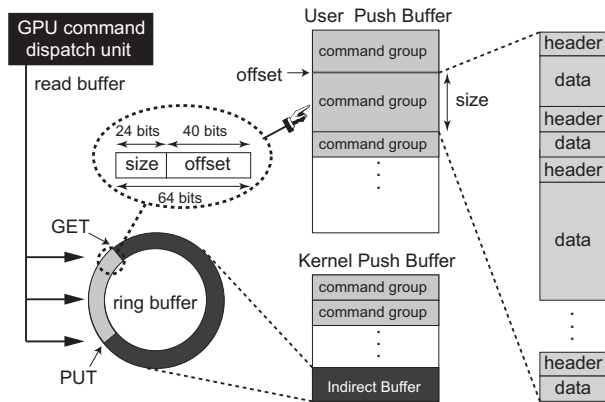 GPU command
dispatch unit
read buffer
24 bits
40 bits
size
offset
64 bits
GET
ring buffer
PUT
User Push Buffer
command group
offset
command group
size
command group
Kernel Push Buffer
command group
command group
Indirect Buffer
header
data
header
data
header
data
header
data